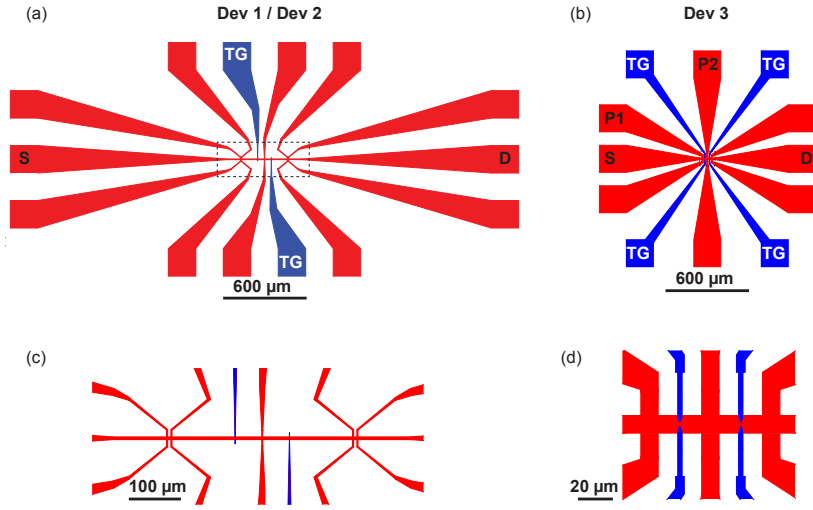 (a)
Dev 1 / Dev 2
TG
S
D
TG
600 µm
(b)
Dev 3
TG
P2
TG
P1
S
D
TG
TG
600 µm
(c)
100 µm
(d)
20 µm